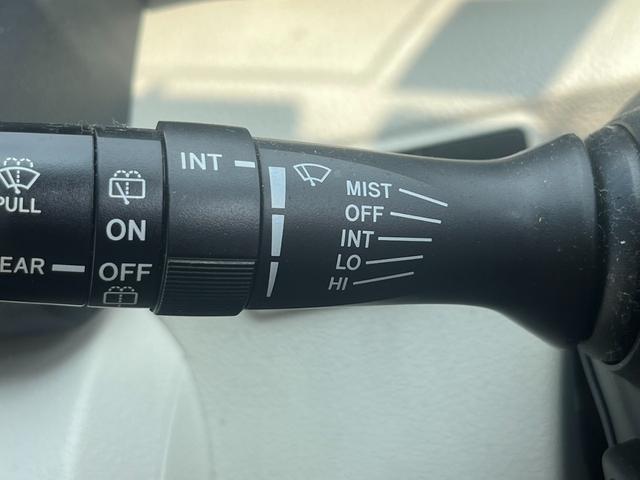 PULL
EAR
ON
OFF
INT
MIST
OFF
INT
LO
HI